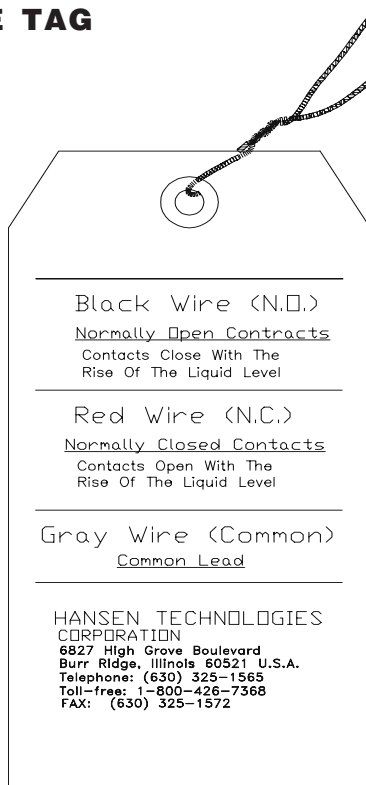 E TAG
Black Wire (N.O.)
Normally Open Contracts
Contacts Close With The
Rise Of The Liquid Level
Red Wire (N.C.)
Normally Closed Contacts
Contacts Open With The
Rise Of The Liquid Level
Gray Wire (Common)
Common Lead
HANSEN TECHNOLOGIES
CORPORATION
6827 High Grove Boulevard
Burr Ridge, Illinois 60521 U.S.A.
Telephone: (630) 325-1565
Toll-free: 1-800-426-7368
FAX: (630) 325-1572